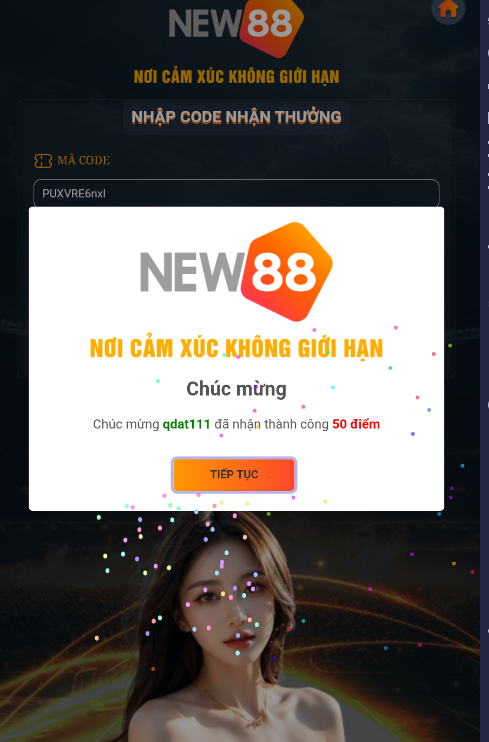 NEW88
NƠI CẢM XÚC KHÔNG GIỚI HẠN
NHẬP CODE NHẬN THƯỞNG
MÃ CODE
PUXVRE6nxI
NEW88
NƠI CẢM XÚC KHÔNG GIỚI HẠN
Chúc mừng
Chúc mừng qdat111 đã nhận thành công 50 điểm
TIẾP TỤC